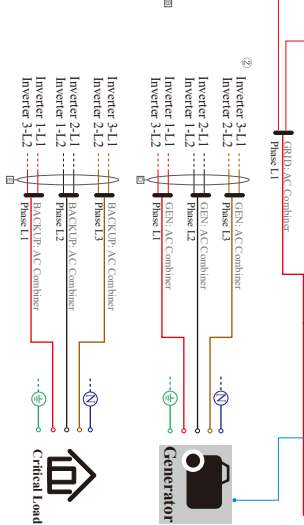 GRID: AC Combiner
Phase L1
②
Inverter 3-L1
Inverter 2-L2
GEN: AC Combiner
Phase L3
Inverter 2-L1
Inverter 1-L2
GEN: AC Combiner
Phase L2
Inverter 1-L1
Inverter 3-L2
GEN: AC Combiner
Phase L1
N
Generator
Inverter 3-L1
Inverter 2-L2
BACKUP: AC Combiner
Phase L3
Inverter 2-L1
Inverter 1-L2
BACKUP: AC Combiner
Phase L2
Inverter 1-L1
Inverter 3-L2
BACKUP: AC Combiner
Phase L1
N
Critical Load